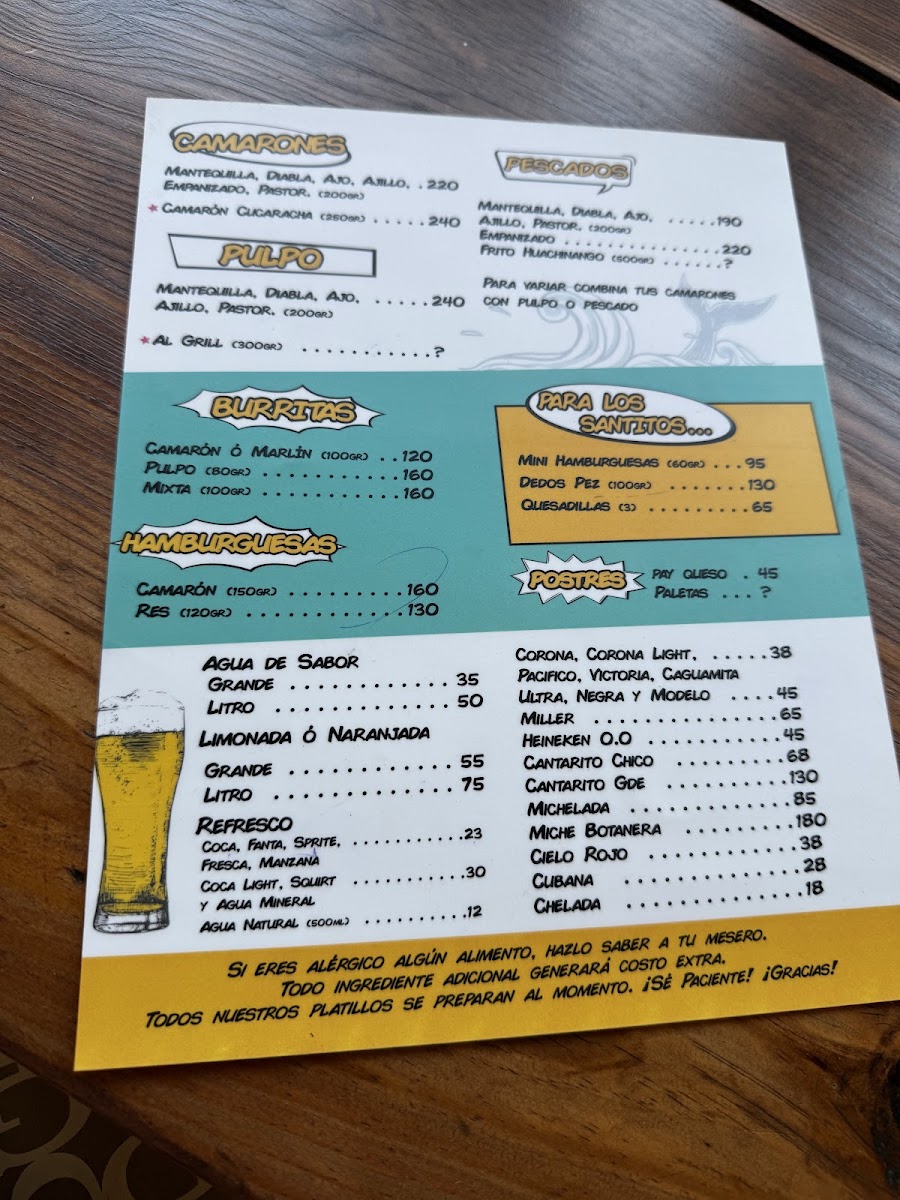 CAMARONES
MANTEQUILLA, DIABLA, AJO, AJILLO, . 220
EMPANIZADO, PASTOR. (200GR)
★ CAMARÓN CUCARACHA (250GR) . . . . . 240
PULPO
MANTEQUILLA, DIABLA, AJO, . . . . . 240
AJILLO, PASTOR. (200GR)
★ AL GRILL (300GR) . . . . . . . . . . . ?
PESCADOS
MANTEQUILLA, DIABLA, AJO, . . . . . 190
AJILLO, PASTOR. (200GR)
EMPANIZADO . . . . . . . . . . . . . . . 220
FRITO HUACHINANGO (500GR) . . . . . . ?
PARA VARIAR COMBINA TUS CAMARONES
CON PULPO O PESCADO
BURRITAS
CAMARÓN Ó MARLÍN (100GR) . . 120
PULPO (80GR) . . . . . . . . . . . 160
MIXTA (100GR) . . . . . . . . . . . 160
HAMBURGUESAS
CAMARÓN (150GR) . . . . . . . . . 160
RES (120GR) . . . . . . . . . . . 130
PARA LOS
SANTITOS...
MINI HAMBURGUESAS (60GR) . . . 95
DEDOS PEZ (100GR) . . . . . . . 130
QUESADILLAS (3) . . . . . . . . . 65
POSTRES
PAY QUESO . 45
PALETAS . . . ?
AGUA DE SABOR
GRANDE . . . . . . . . . . . . 35
LITRO . . . . . . . . . . . . . 50
LIMONADA Ó NARANJADA
GRANDE . . . . . . . . . . . . 55
LITRO . . . . . . . . . . . . . 75
REFRESCO
COCA, FANTA, SPRITE, . . . . . . . . . . . 23
FRESCA, MANZANA
COCA LIGHT, SQUIRT . . . . . . . . . . . 30
Y AGUA MINERAL
AGUA NATURAL (500ML) . . . . . . . . . . 12
CORONA, CORONA LIGHT, . . . . . 38
PACIFICO, VICTORIA, CAGUAMITA
ULTRA, NEGRA Y MODELO . . . . 45
MILLER . . . . . . . . . . . . . . 65
HEINEKEN 0.0 . . . . . . . . . . 45
CANTARITO CHICO . . . . . . . . 68
CANTARITO GDE . . . . . . . . . 130
MICHELADA . . . . . . . . . . . . 85
MICHE BOTANERA . . . . . . . . . 180
CIELO ROJO . . . . . . . . . . . 38
CUBANA . . . . . . . . . . . . . 28
CHELADA . . . . . . . . . . . . . 18
SI ERES ALÉRGICO ALGÚN ALIMENTO, HAZLO SABER A TU MESERO.
TODO INGREDIENTE ADICIONAL GENERARÁ COSTO EXTRA.
TODOS NUESTROS PLATILLOS SE PREPARAN AL MOMENTO. ¡SÉ PACIENTE! ¡GRACIAS!